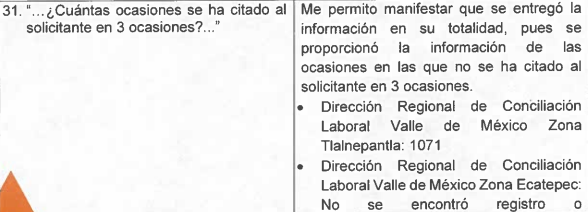 31. "...¿Cuántas ocasiones se ha citado al
solicitante en 3 ocasiones?..."
Me permito manifestar que se entregó la
información en su totalidad, pues se
proporcionó la información de las
ocasiones en las que no se ha citado al
solicitante en 3 ocasiones.
• Dirección Regional de Conciliación
Laboral Valle de México Zona
Tlalnepantla: 1071
• Dirección Regional de Conciliación
Laboral Valle de México Zona Ecatepec:
No se encontró registro o